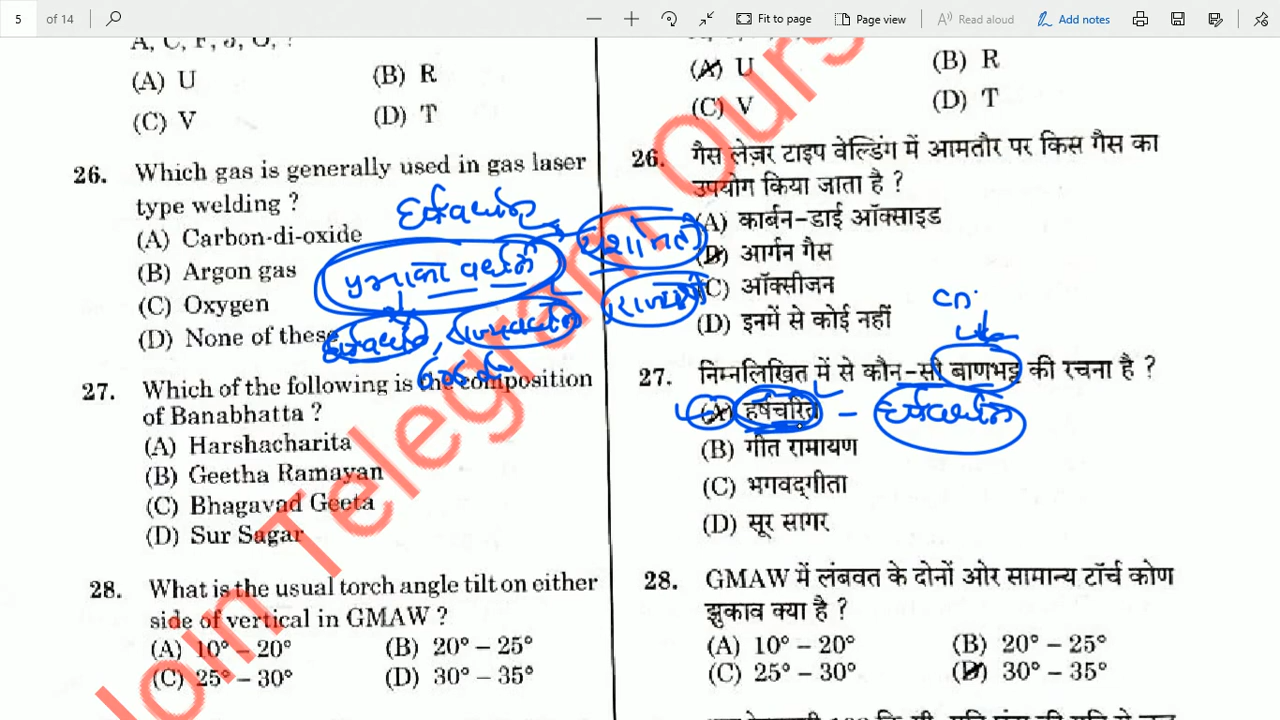 5 of 14
Fit to page
Page view
Read aloud
Add notes
A, C, F, J, O, ?
(A) U (B) R
(C) V (D) T
26. Which gas is generally used in gas laser
type welding ?
(A) Carbon-di-oxide
(B) Argon gas
(C) Oxygen
(D) None of these
27. Which of the following is the composition
of Banabhatta ?
(A) Harshacharita
(B) Geetha Ramayan
(C) Bhagavad Geeta
(D) Sur Sagar
28. What is the usual torch angle tilt on either
side of vertical in GMAW ?
(A) 10° – 20° (B) 20° – 25°
(C) 25° – 30° (D) 30° – 35°
(A) U (B) R
(C) V (D) T
26. गैस लेज़र टाइप वेल्डिंग में आमतौर पर किस गैस का
उपयोग किया जाता है ?
(A) कार्बन-डाई ऑक्साइड
(B) आर्गन गैस
(C) ऑक्सीजन
(D) इनमें से कोई नहीं
27. निम्नलिखित में से कौन-सी बाणभट्ट की रचना है ?
(A) हर्षचरित
(B) गीत रामायण
(C) भगवद्गीता
(D) सूर सागर
28. GMAW में लंबवत के दोनों ओर सामान्य टॉर्च कोण
झुकाव क्या है ?
(A) 10° – 20° (B) 20° – 25°
(C) 25° – 30° (D) 30° – 35°
Join Telegram Ours